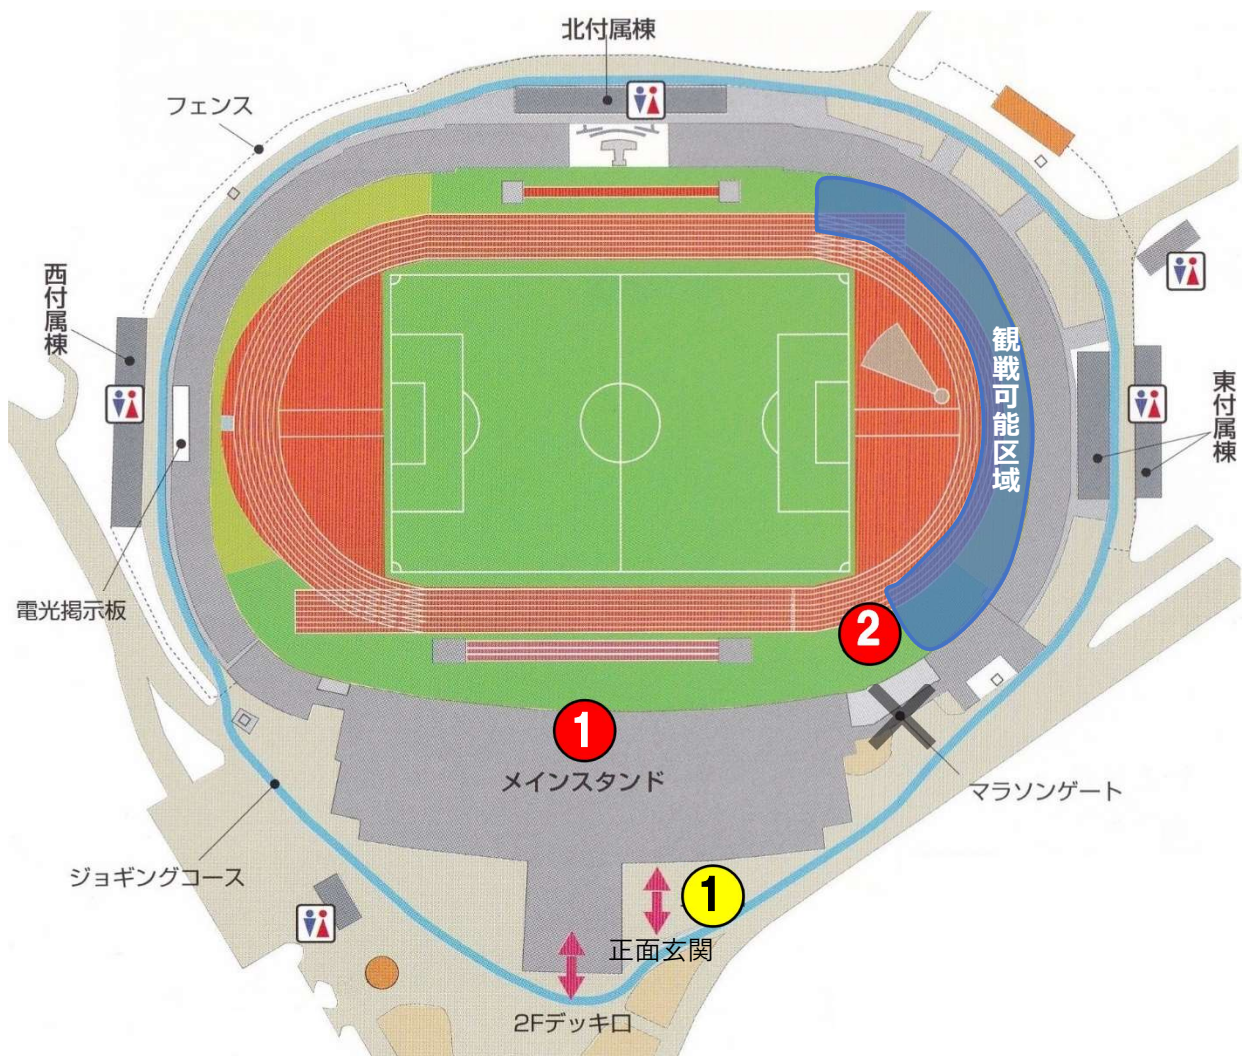 北付属棟
フェンス
西付属棟
観戦可能区域
東付属棟
電光掲示板
2
1
メインスタンド
マラソンゲート
ジョギングコース
1
正面玄関
2Fデッキ口